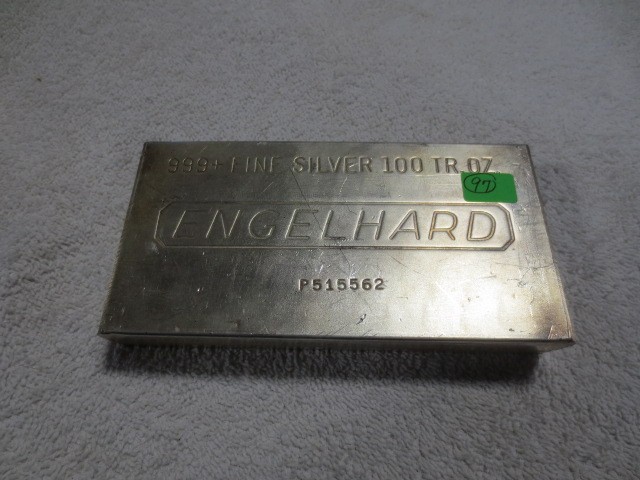 999+ FINE SILVER 100 TR. OZ
97
ENGELHARD
P515562